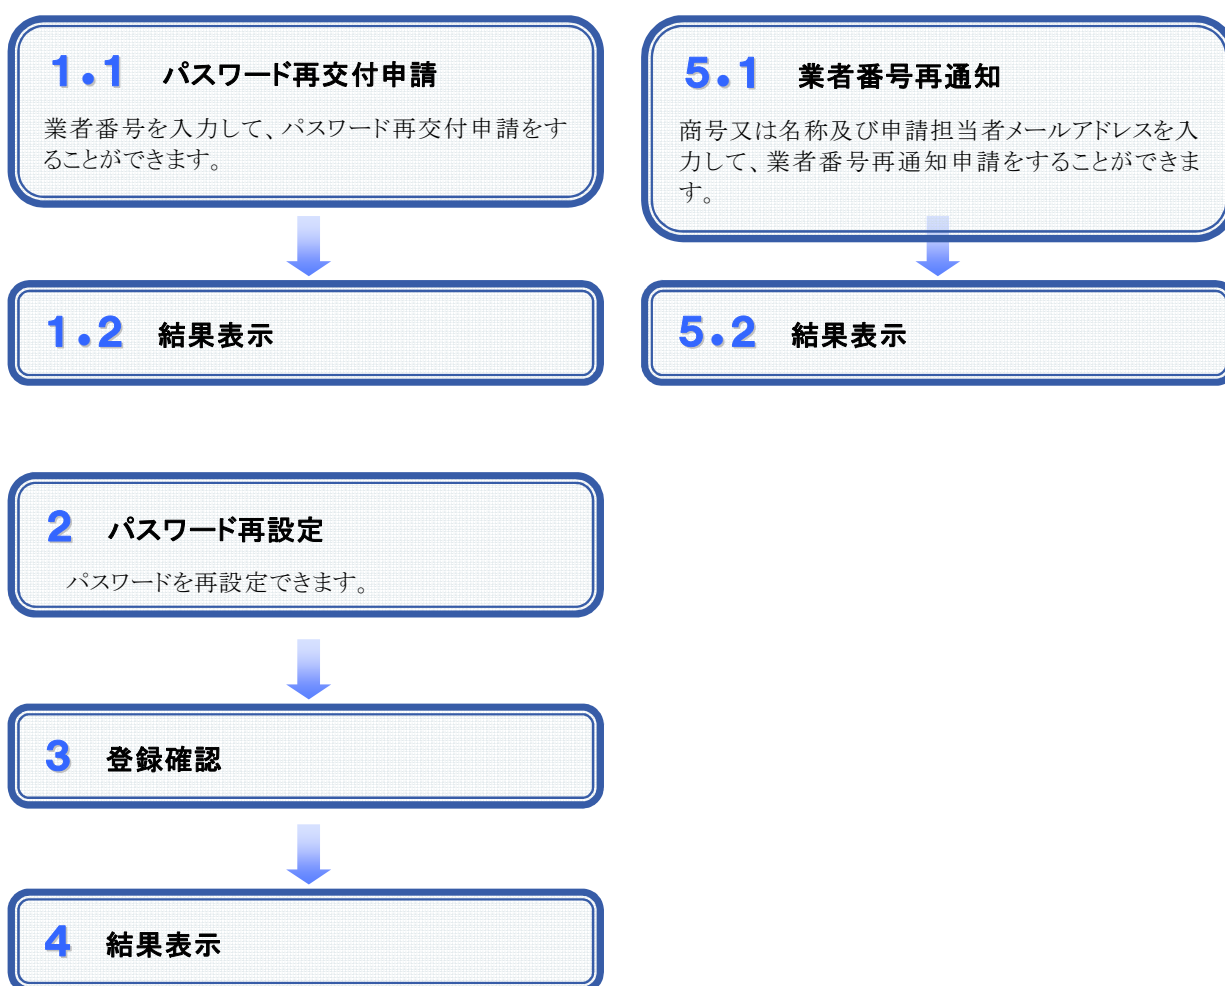 1.1 パスワード再交付申請
業者番号を入力して、パスワード再交付申請をす
ることができます。
1.2 結果表示
5.1 業者番号再通知
商号又は名称及び申請担当者メールアドレスを入
力して、業者番号再通知申請をすることができま
す。
5.2 結果表示
2 パスワード再設定
パスワードを再設定できます。
3 登録確認
4 結果表示